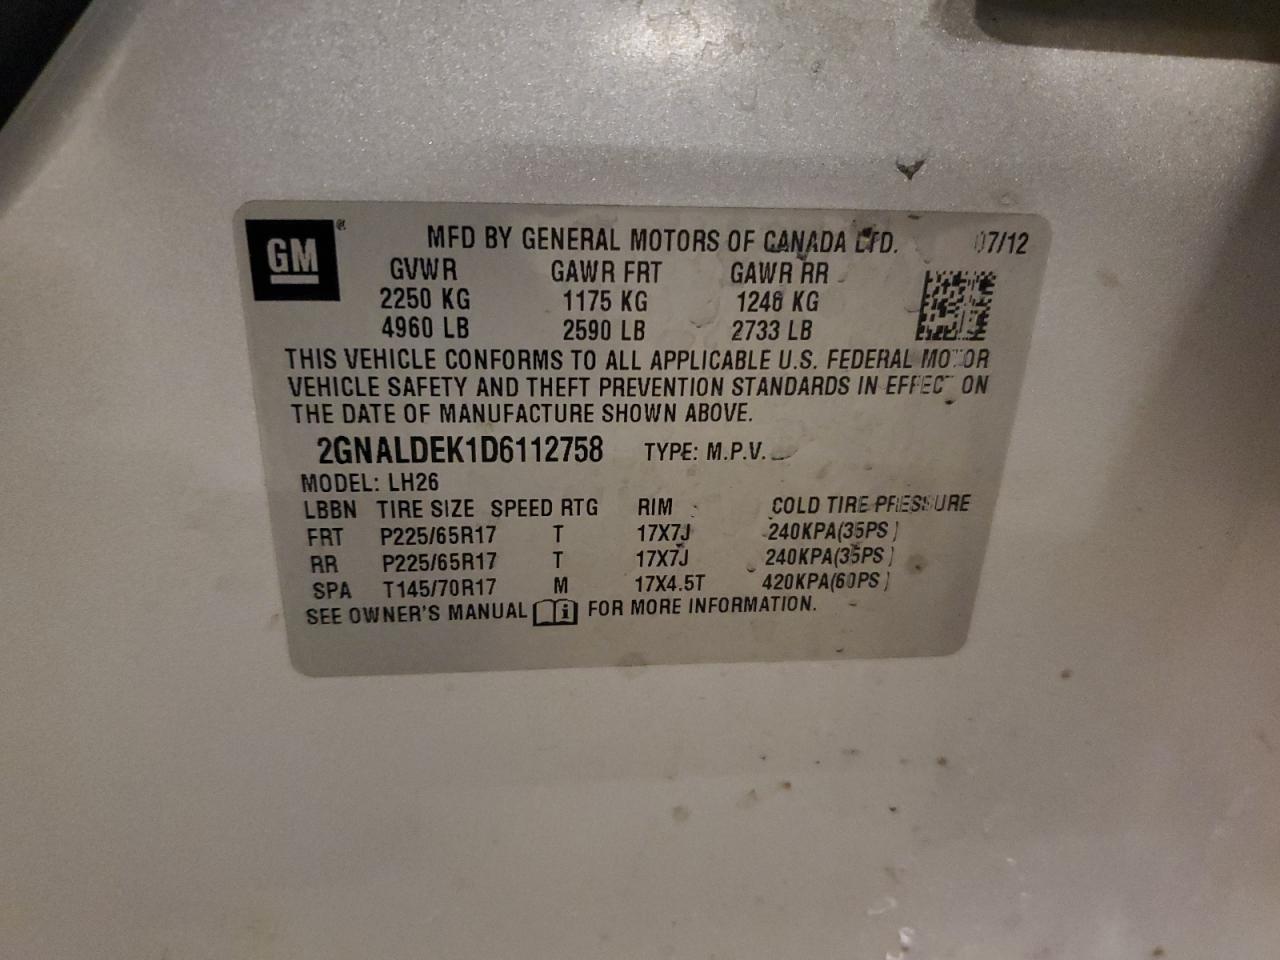 GM®
MFD BY GENERAL MOTORS OF CANADA LTD. 07/12
GVWR GAWR FRT GAWR RR
2250 KG 1175 KG 1240 KG
4960 LB 2590 LB 2733 LB
THIS VEHICLE CONFORMS TO ALL APPLICABLE U.S. FEDERAL MOTOR
VEHICLE SAFETY AND THEFT PREVENTION STANDARDS IN EFFECT ON
THE DATE OF MANUFACTURE SHOWN ABOVE.
2GNALDEK1D6112758 TYPE: M.P.V.
MODEL: LH26
LBBN TIRE SIZE SPEED RTG RIM COLD TIRE PRESSURE
FRT P225/65R17 T 17X7J 240KPA(35PSI)
RR P225/65R17 T 17X7J 240KPA(35PSI)
SPA T145/70R17 M 17X4.5T 420KPA(60PSI)
SEE OWNER'S MANUAL i FOR MORE INFORMATION.